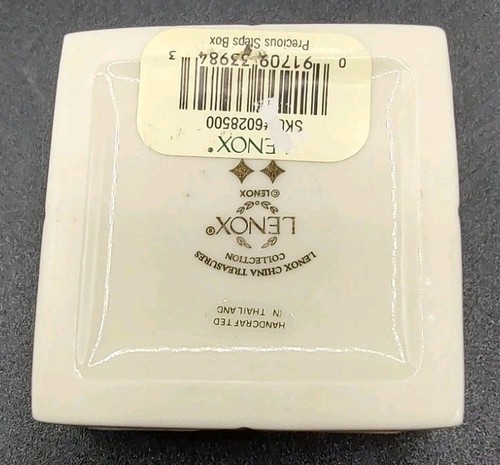 HANDCRAFTED
IN THAILAND
LENOX CHINA TREASURES
COLLECTION
LENOX®
©LENOX
LENOX®
SKU #6028500
0 91709 33984 3
Precious Steps Box